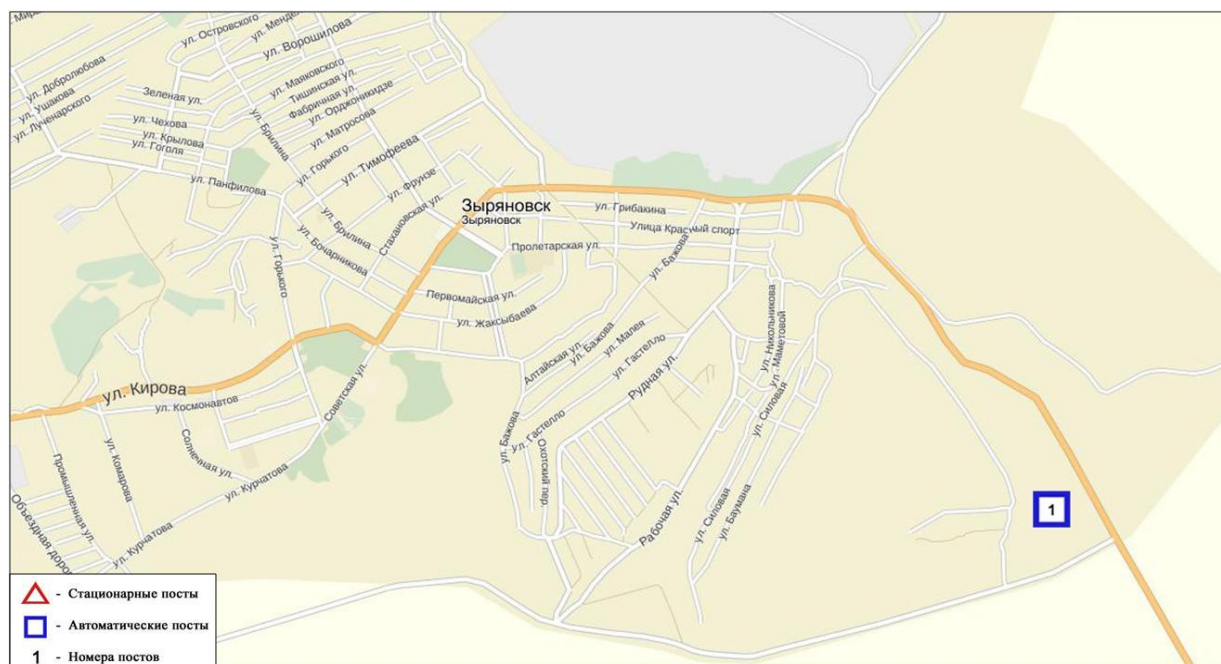 ул. Островского
ул. Ворошилова
ул. Добролюбова
ул. Ушакова
ул. Лученарского
Зеленая ул.
ул. Маяковского
Тишинская ул.
Фабричная ул.
ул. Орджоникидзе
ул. Чехова
ул. Крылова
ул. Гоголя
ул. Брилина
ул. Матросова
ул. Горького
ул. Тимофеева
ул. Панфилова
ул. Фрунзе
Стахановская ул.
Зыряновск
Зыряновск
ул. Грибакина
Улица Красный спорт
Пролетарская ул.
ул. Бажова
ул. Брилина
ул. Бочарникова
ул. Горького
Первомайская ул.
ул. Жаксыбаева
ул. Никольникова
ул. Маметовой
Алтайская ул.
ул. Бажова
ул. Малея
ул. Гастелло
Рудная ул.
ул. Кирова
ул. Космонавтов
Советская ул.
ул. Силовая
ул. Бажова
ул. Гастелло
Охотский пер.
ул. Комарова
Солнечная ул.
ул. Курчатова
Промышленная ул.
ул. Курчатова
Рабочая ул.
ул. Силовая
ул. Баумана
1
- Стационарные посты
- Автоматические посты
1 - Номера постов